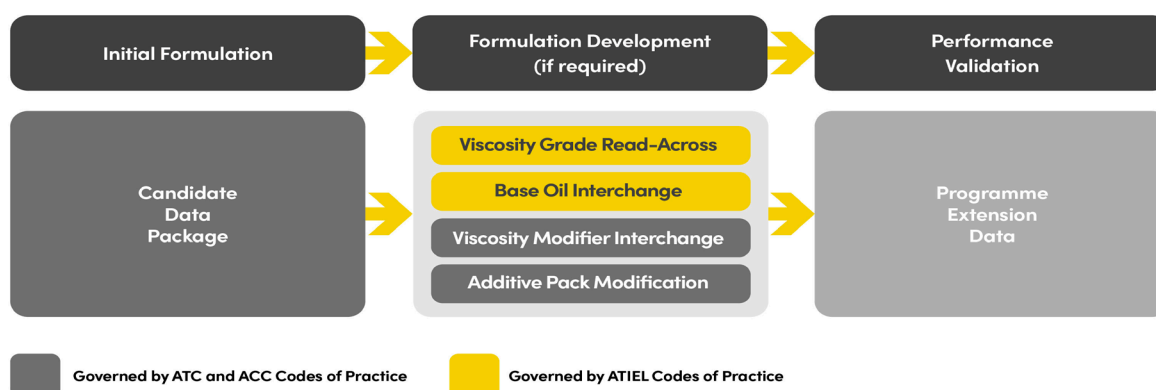 Initial Formulation
Formulation Development
(if required)
Performance
Validation
Candidate
Data
Package
Viscosity Grade Read-Across
Base Oil Interchange
Viscosity Modifier Interchange
Additive Pack Modification
Programme
Extension
Data
Governed by ATC and ACC Codes of Practice
Governed by ATIEL Codes of Practice